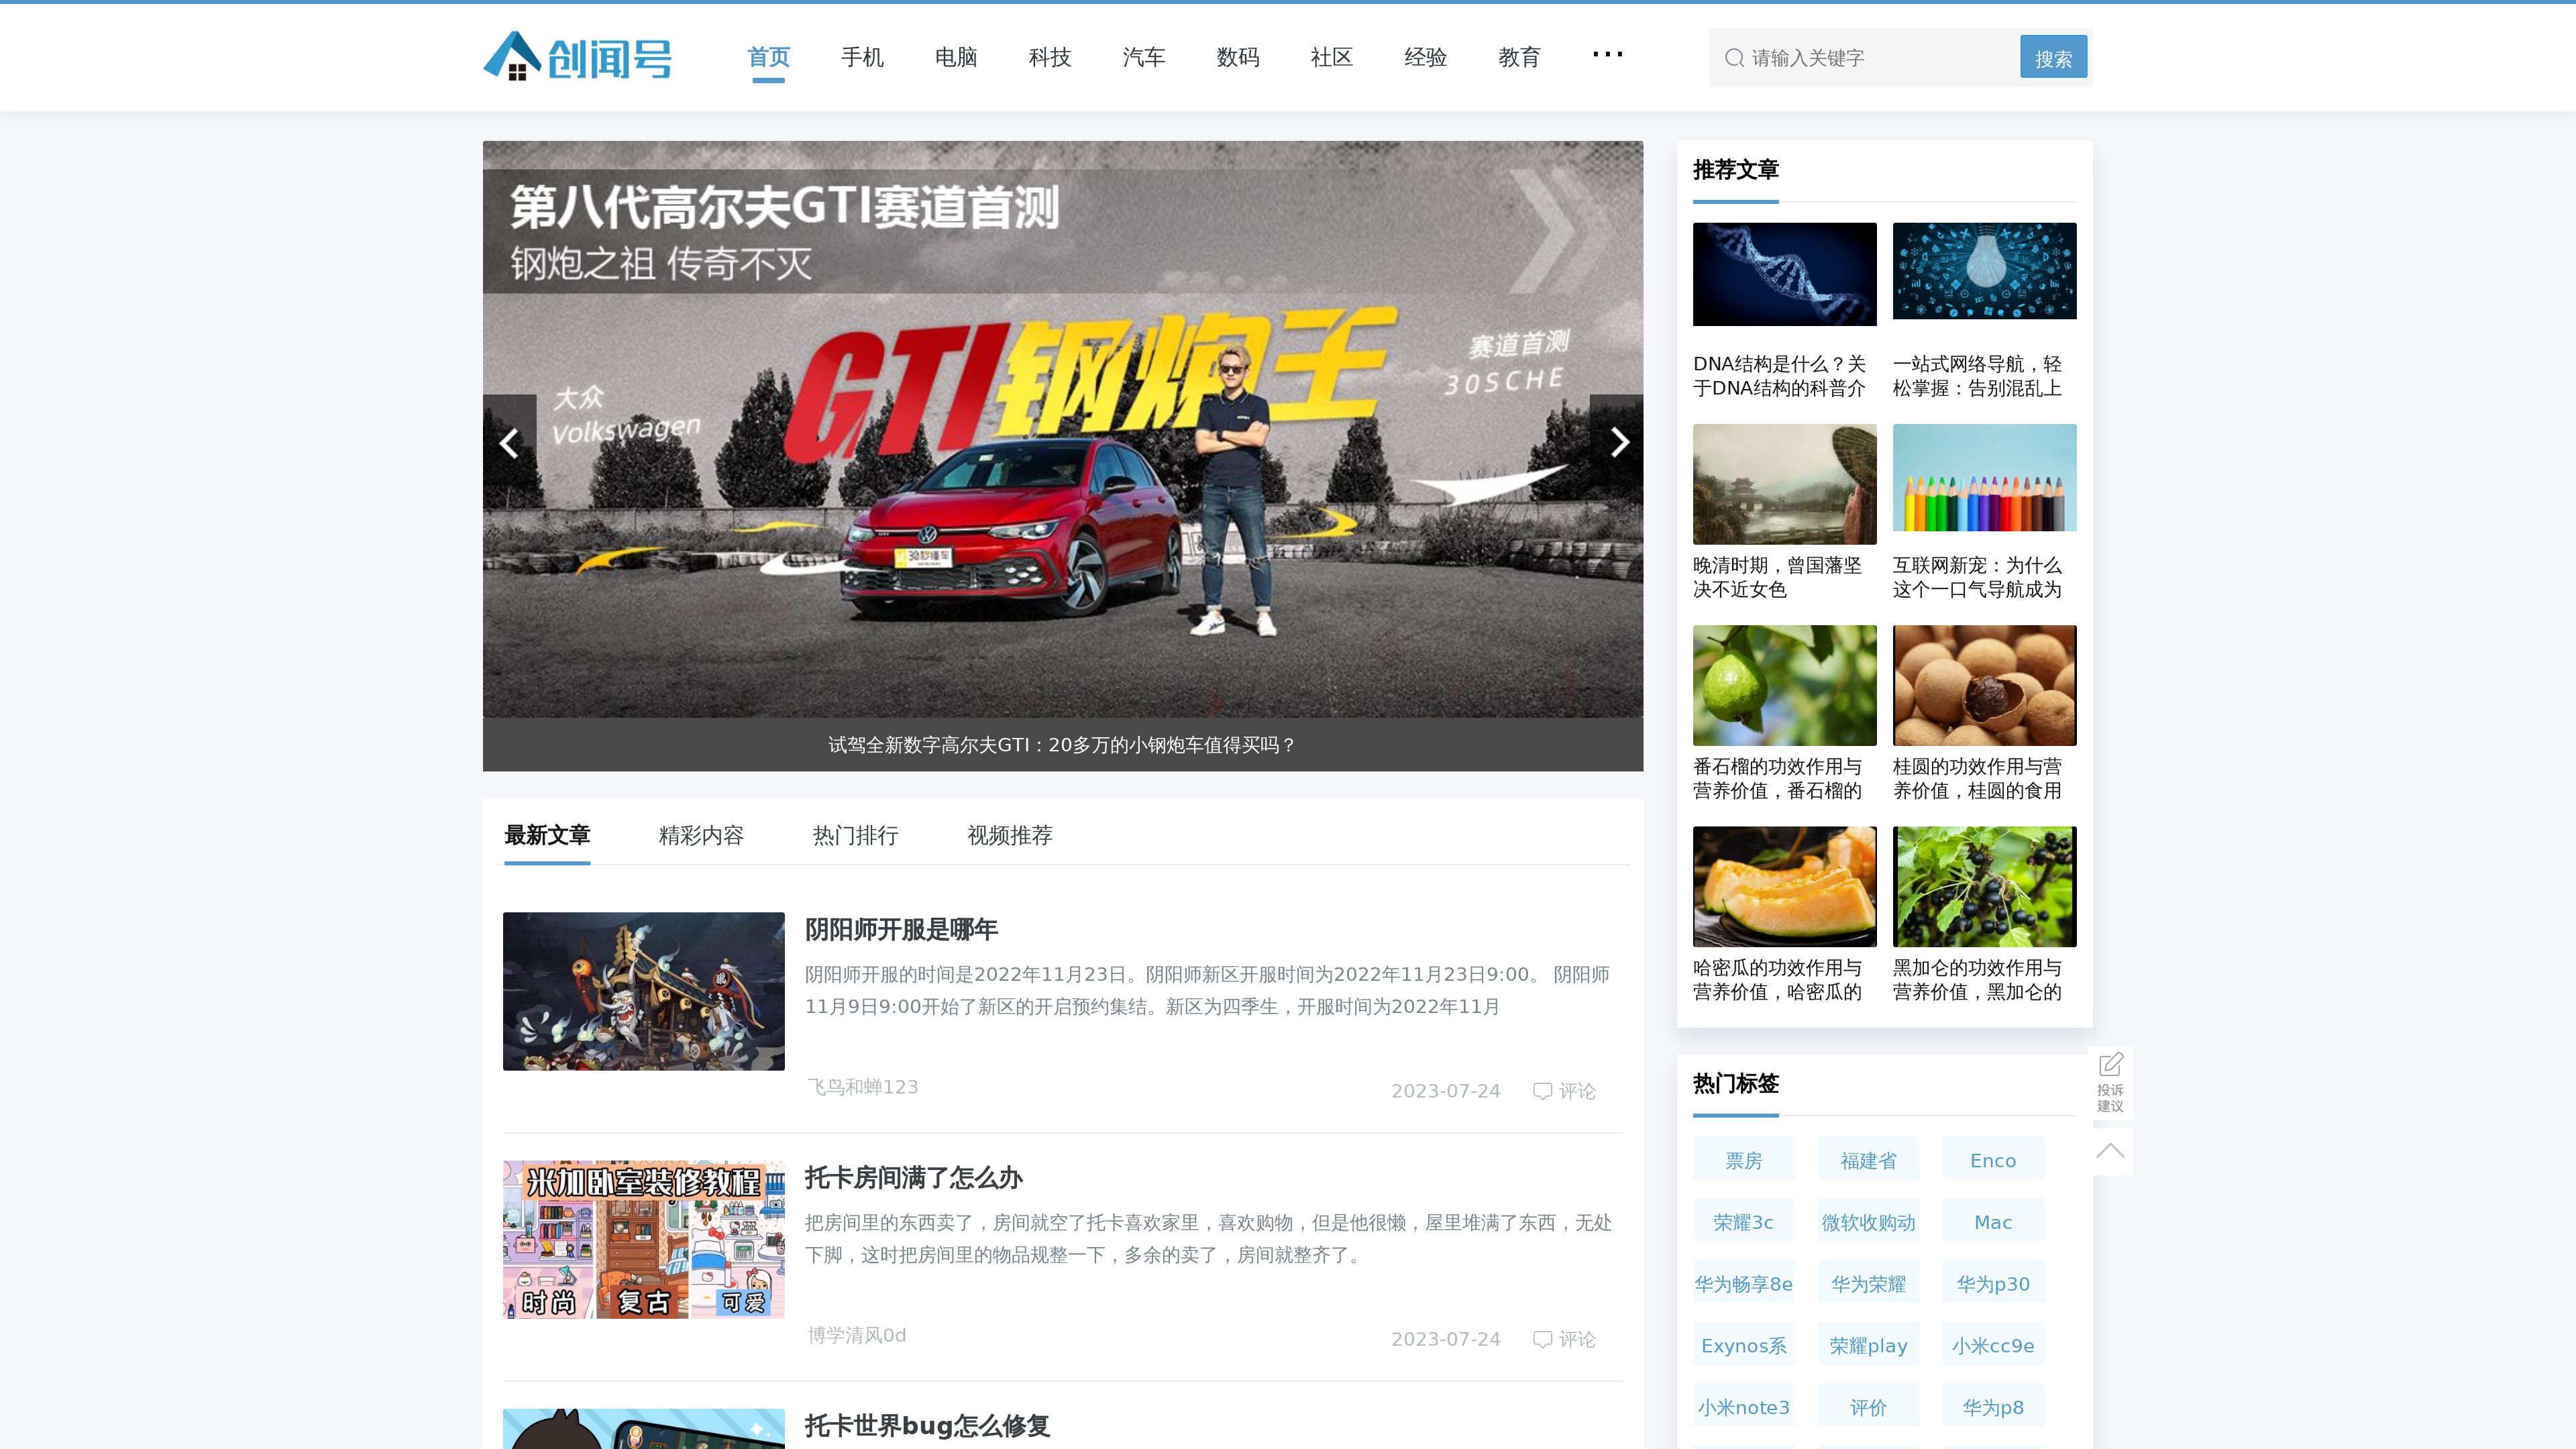 创闻号
首页
手机
电脑
科技
汽车
数码
社区
经验
教育
···
请输入关键字
搜索
第八代高尔夫GTI赛道首测
钢炮之祖 传奇不灭
GTI钢炮王
赛道首测
30SCHE
大众
Volkswagen
30秒懂车
试驾全新数字高尔夫GTI：20多万的小钢炮车值得买吗？
最新文章
精彩内容
热门排行
视频推荐
阴阳师开服是哪年
阴阳师开服的时间是2022年11月23日。阴阳师新区开服时间为2022年11月23日9:00。 阴阳师
11月9日9:00开始了新区的开启预约集结。新区为四季生，开服时间为2022年11月
飞鸟和蝉123
2023-07-24
评论
米加卧室装修教程
时尚
复古
可爱
托卡房间满了怎么办
把房间里的东西卖了，房间就空了托卡喜欢家里，喜欢购物，但是他很懒，屋里堆满了东西，无处
下脚，这时把房间里的物品规整一下，多余的卖了，房间就整齐了。
博学清风0d
2023-07-24
评论
托卡世界bug怎么修复
推荐文章
DNA结构是什么？关
于DNA结构的科普介
一站式网络导航，轻
松掌握：告别混乱上
晚清时期，曾国藩坚
决不近女色
互联网新宠：为什么
这个一口气导航成为
番石榴的功效作用与
营养价值，番石榴的
桂圆的功效作用与营
养价值，桂圆的食用
哈密瓜的功效作用与
营养价值，哈密瓜的
黑加仑的功效作用与
营养价值，黑加仑的
热门标签
票房
福建省
Enco
荣耀3c
微软收购动
Mac
华为畅享8e
华为荣耀
华为p30
Exynos系
荣耀play
小米cc9e
小米note3
评价
华为p8
投诉
建议